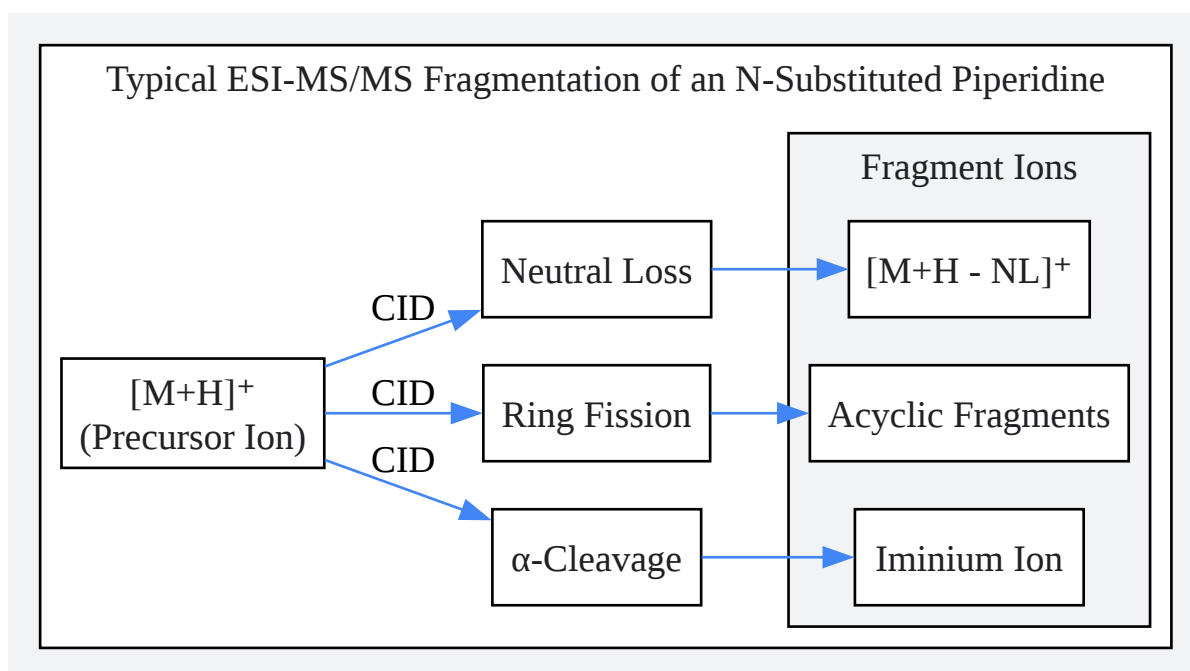 Typical ESI-MS/MS Fragmentation of an N-Substituted Piperidine
Fragment Ions
Neutral Loss
[M+H - NL]⁺
CID
[M+H]⁺
(Precursor Ion)
CID
Ring Fission
Acyclic Fragments
CID
α-Cleavage
Iminium Ion